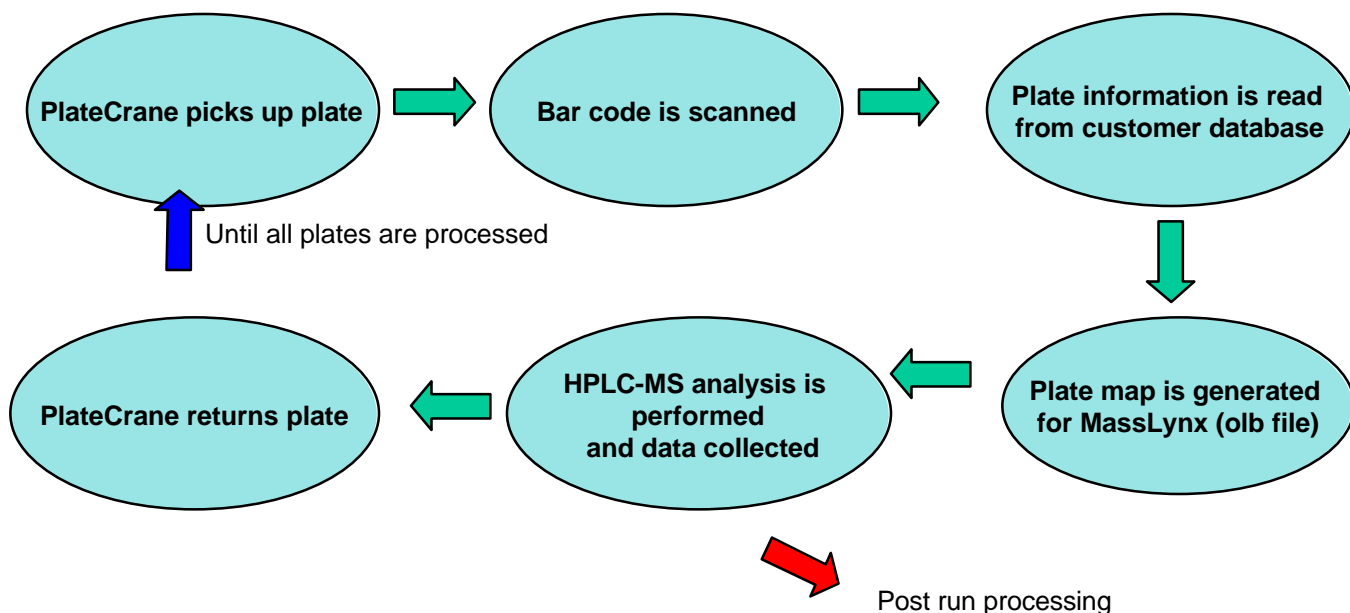 PlateCrane picks up plate
Bar code is scanned
Plate information is read
from customer database
Until all plates are processed
PlateCrane returns plate
HPLC-MS analysis is
performed
and data collected
Plate map is generated
for MassLynx (olb file)
Post run processing